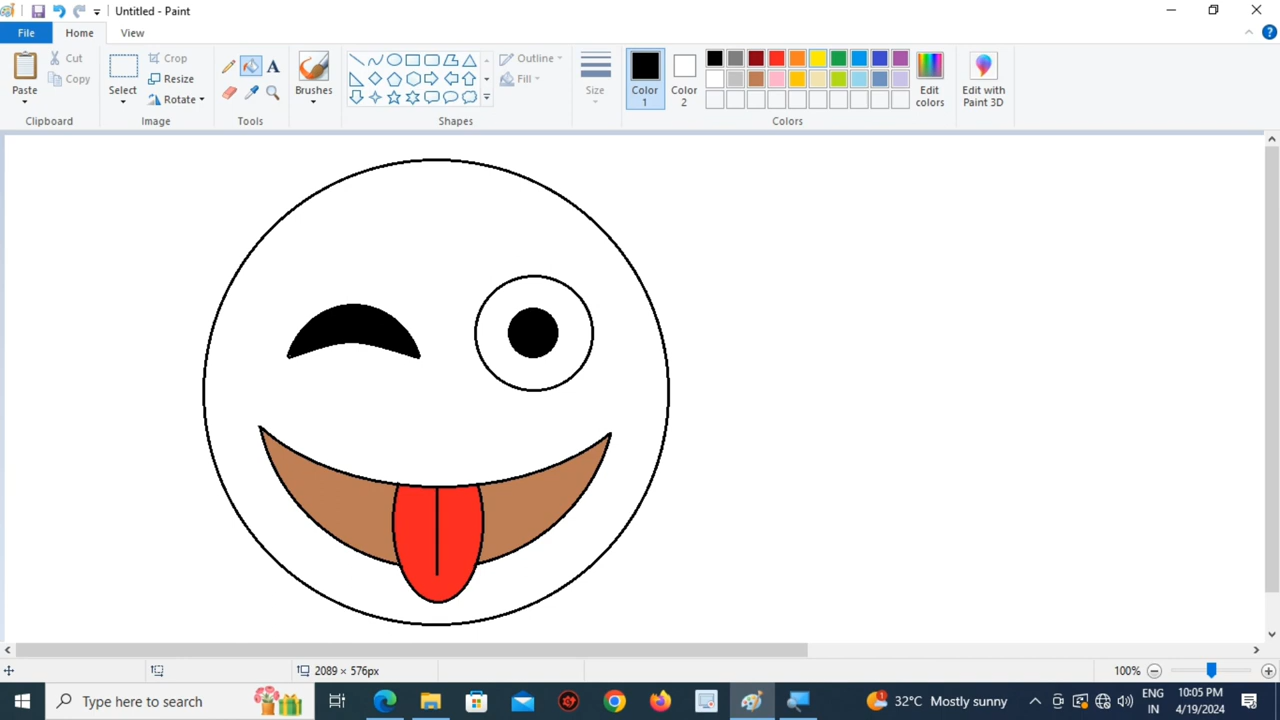 Untitled - Paint
File Home View
Paste Cut Copy Clipboard
Select Crop Resize Rotate Image
A Tools
Brushes
Outline Fill Shapes
Size
Color 1 Color 2 Edit colors Colors
Edit with Paint 3D
2089 × 576px 100%
Type here to search 32°C Mostly sunny ENG IN 10:05 PM 4/19/2024